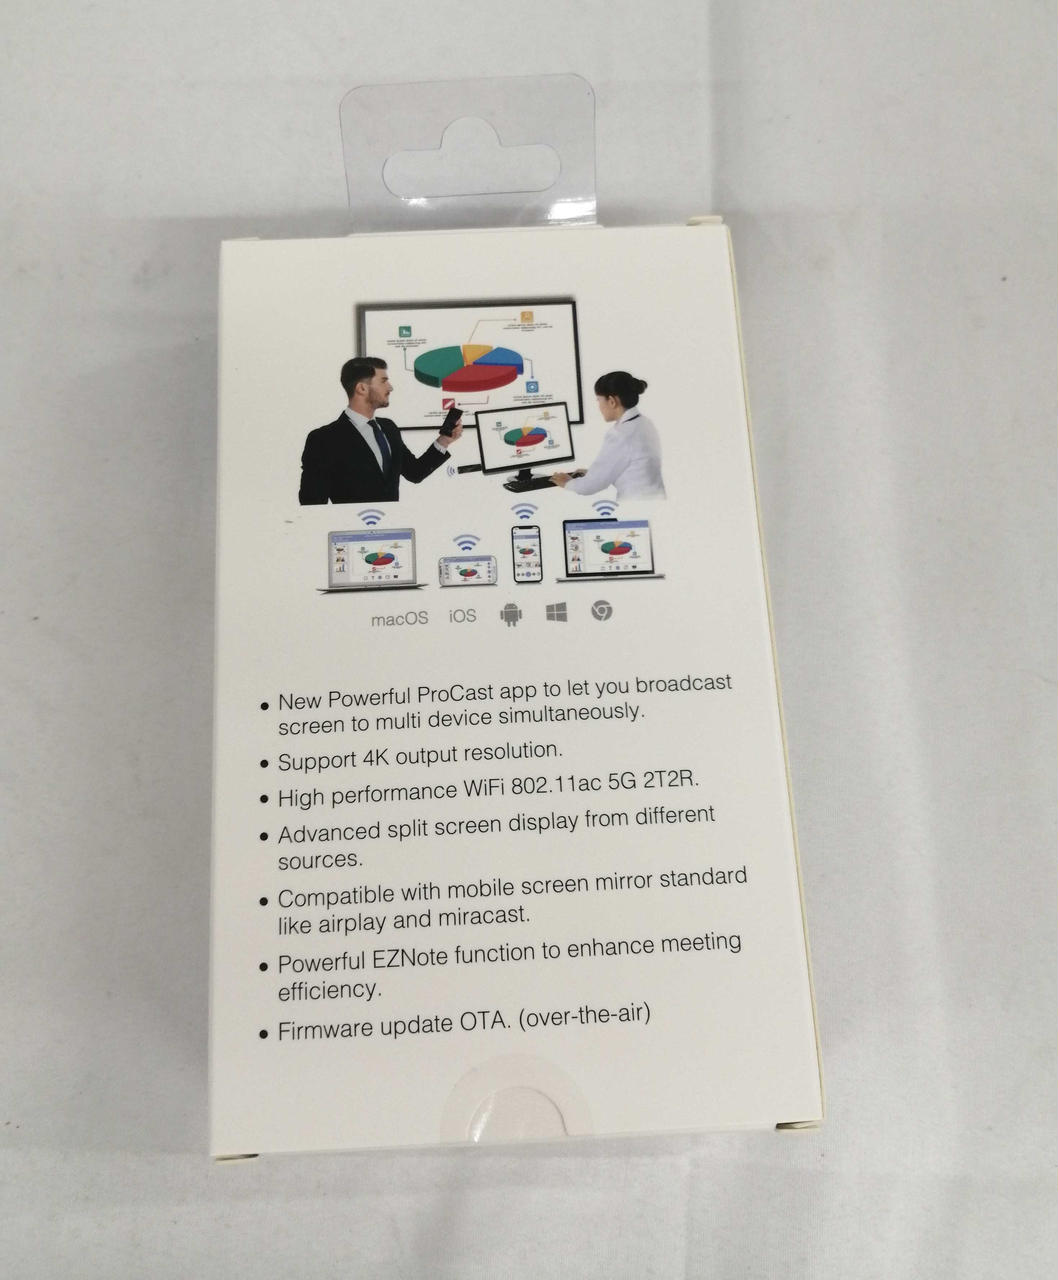 macOS iOS
• New Powerful ProCast app to let you broadcast
screen to multi device simultaneously.
• Support 4K output resolution.
• High performance WiFi 802.11ac 5G 2T2R.
• Advanced split screen display from different
sources.
• Compatible with mobile screen mirror standard
like airplay and miracast.
• Powerful EZNote function to enhance meeting
efficiency.
• Firmware update OTA. (over-the-air)